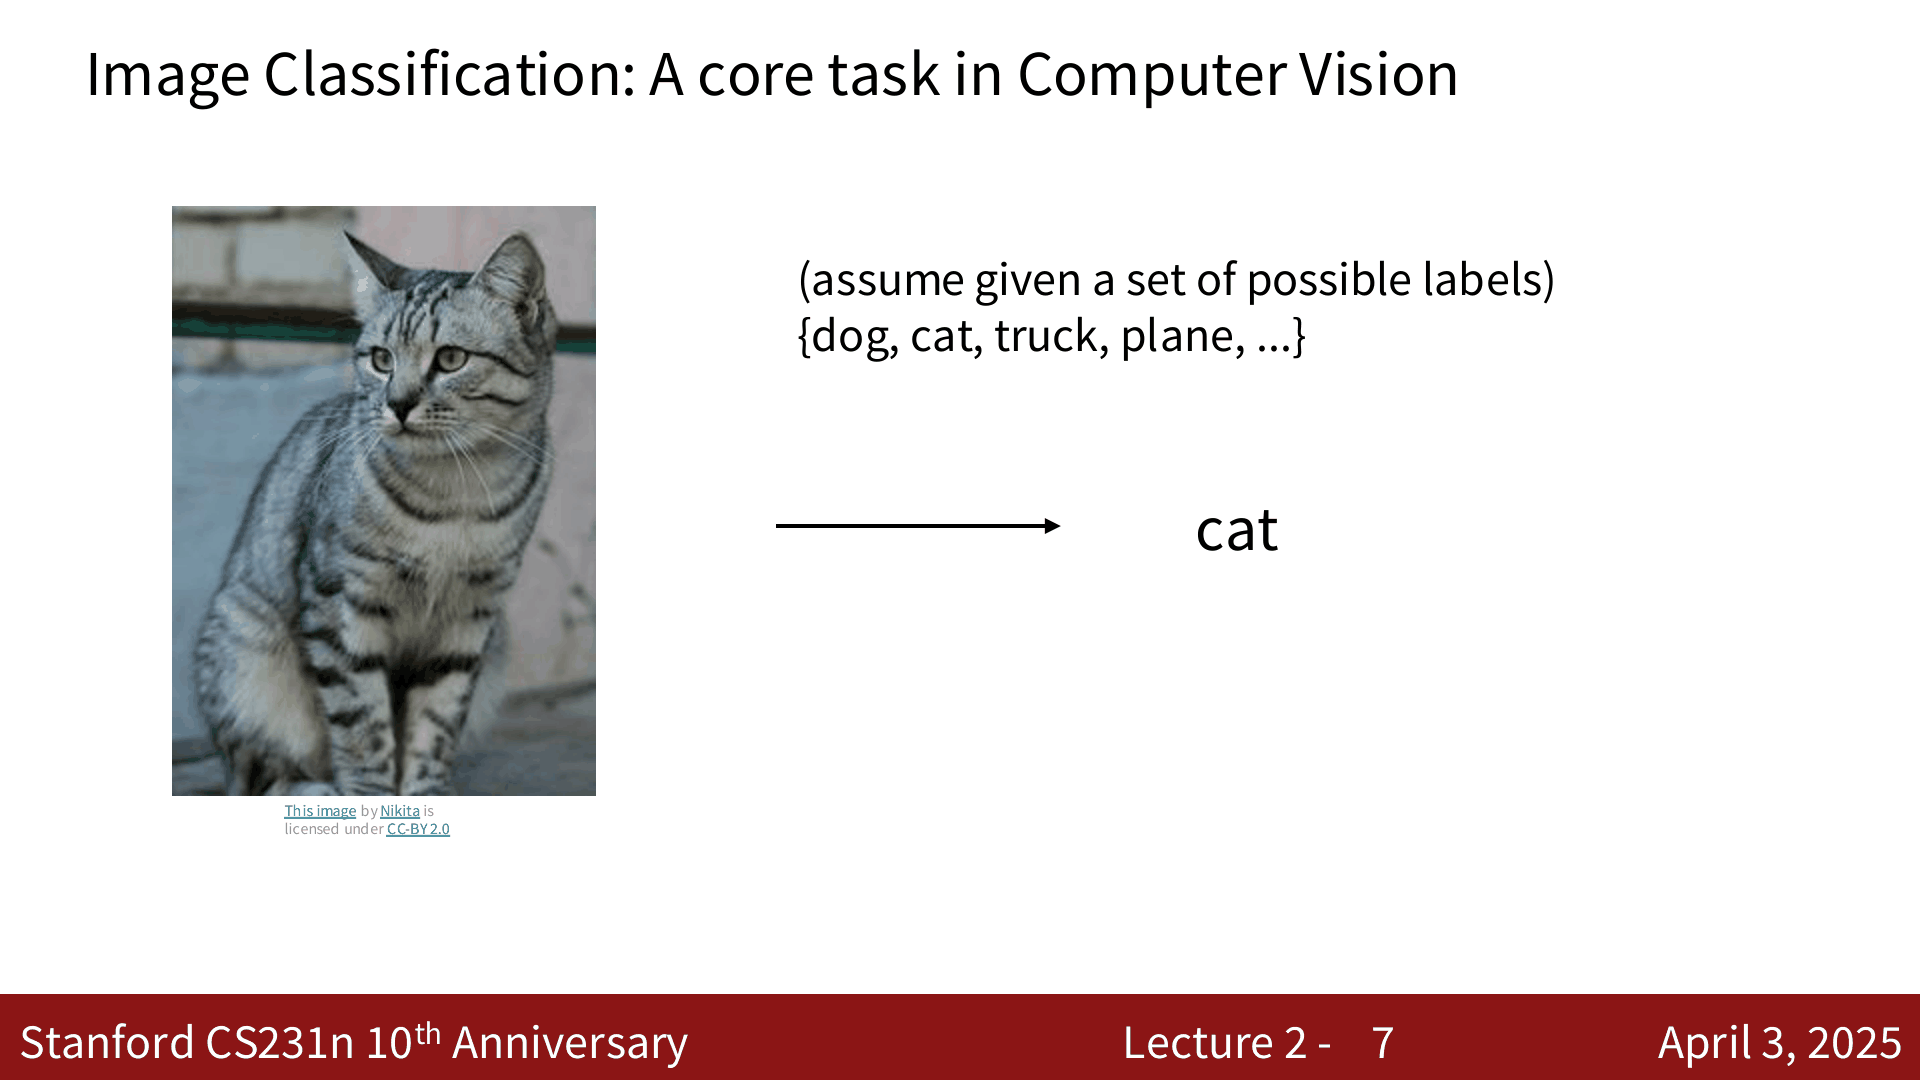 Image Classification: A core task in Computer Vision
(assume given a set of possible labels)
{dog, cat, truck, plane, ...}
cat
This image by Nikita is
licensed under CC-BY 2.0
Stanford CS231n 10th Anniversary
Lecture 2 - 7
April 3, 2025